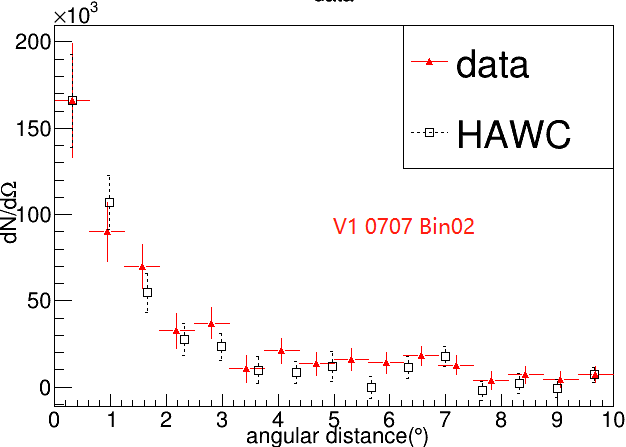 data
×10³
200
150
100
50
0
dN/dΩ
data
HAWC
V1 0707 Bin02
0 1 2 3 4 5 6 7 8 9 10
angular distance(°)